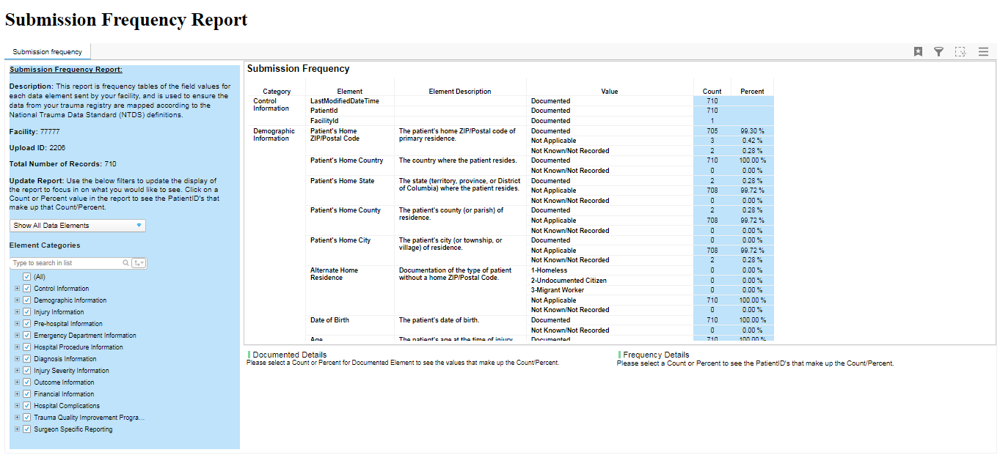 Submission Frequency Report
Submission frequency
Submission Frequency Report:
Description: This report is frequency tables of the field values for
each data element sent by your facility, and is used to ensure the
data from your trauma registry are mapped according to the
National Trauma Data Standard (NTDS) definitions.
Facility: 77777
Upload ID: 2206
Total Number of Records: 710
Update Report: Use the below filters to update the display of
the report to focus in on what you would like to see. Click on a
Count or Percent value in the report to see the PatientID's that
make up that Count/Percent.
Show All Data Elements
Element Categories
Type to search in list
(All)
Control Information
Demographic Information
Injury Information
Pre-hospital Information
Emergency Department Information
Hospital Procedure Information
Diagnosis Information
Injury Severity Information
Outcome Information
Financial Information
Hospital Complications
Trauma Quality Improvement Progra...
Surgeon Specific Reporting
Submission Frequency
Category Element Element Description Value Count Percent
Control LastModifiedDateTime Documented 710
Information PatientId Documented 710
FacilityId Documented 1
Demographic Patient's Home The patient's home ZIP/Postal code of Documented 705 99.30 %
Information ZIP/Postal Code primary residence. Not Applicable 3 0.42 %
Not Known/Not Recorded 2 0.28 %
Patient's Home Country The country where the patient resides. Documented 710 100.00 %
Not Known/Not Recorded 0 0.00 %
Patient's Home State The state (territory, province, or District Documented 2 0.28 %
of Columbia) where the patient resides. Not Applicable 708 99.72 %
Not Known/Not Recorded 0 0.00 %
Patient's Home County The patient's county (or parish) of Documented 2 0.28 %
residence. Not Applicable 708 99.72 %
Not Known/Not Recorded 0 0.00 %
Patient's Home City The patient's city (or township, or Documented 0 0.00 %
village) of residence. Not Applicable 708 99.72 %
Not Known/Not Recorded 2 0.28 %
Alternate Home Documentation of the type of patient 1-Homeless 0 0.00 %
Residence without a home ZIP/Postal Code. 2-Undocumented Citizen 0 0.00 %
3-Migrant Worker 0 0.00 %
Not Applicable 710 100.00 %
Not Known/Not Recorded 0 0.00 %
Date of Birth The patient's date of birth. Documented 710 100.00 %
Not Known/Not Recorded 0 0.00 %
Age The patient's age at the time of injury Documented 710 100.00 %
Documented Details
Please select a Count or Percent for Documented Element to see the values that make up the Count/Percent.
Frequency Details
Please select a Count or Percent to see the PatientID's that make up the Count/Percent.